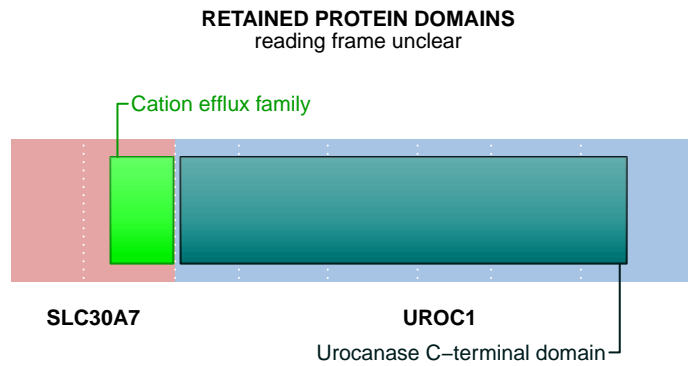 RETAINED PROTEIN DOMAINS
reading frame unclear
Cation efflux family
SLC30A7
UROC1
Urocanase C−terminal domain